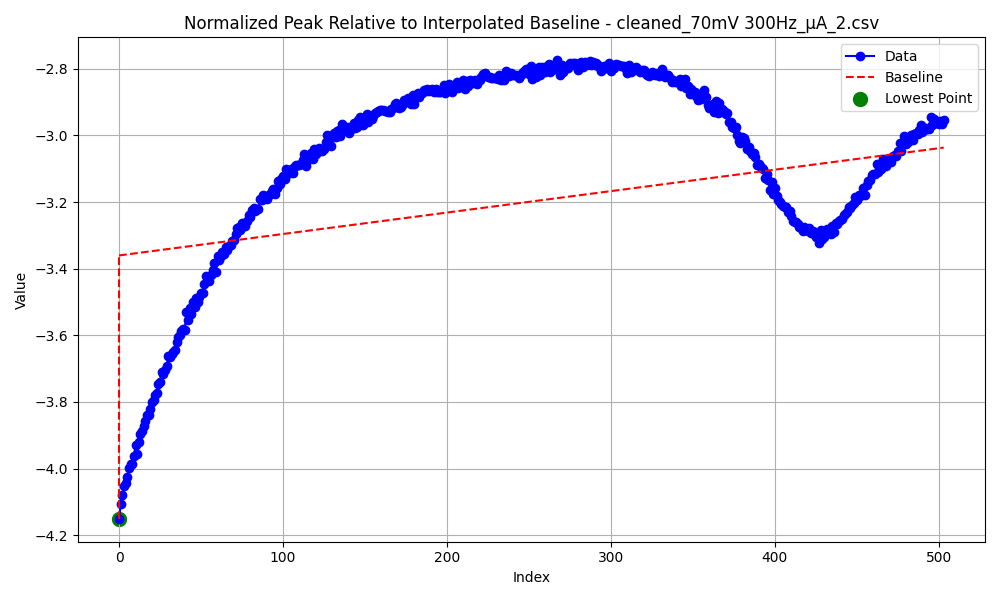 Normalized Peak Relative to Interpolated Baseline - cleaned_70mV 300Hz_μA_2.csv
Data
Baseline
Lowest Point
Value
−2.8
−3.0
−3.2
−3.4
−3.6
−3.8
−4.0
−4.2
0
100
200
300
400
500
Index